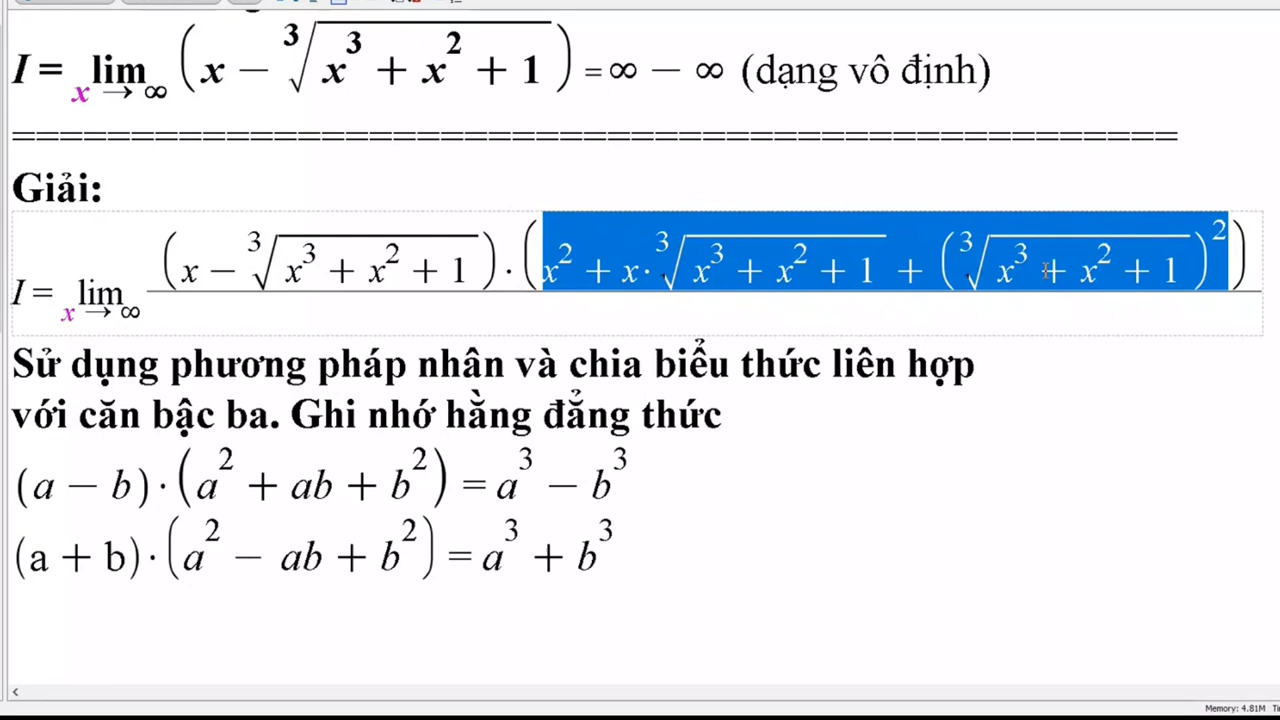 I = lim x → ∞ (x − ∛(x³ + x² + 1)) = ∞ − ∞ (dạng vô định)
==========================================================
Giải:
I = lim x → ∞ (x − ∛(x³ + x² + 1)) · (x² + x · ∛(x³ + x² + 1) + (∛(x³ + x² + 1))²)
Sử dụng phương pháp nhân và chia biểu thức liên hợp
với căn bậc ba. Ghi nhớ hằng đẳng thức
(a − b) · (a² + ab + b²) = a³ − b³
(a + b) · (a² − ab + b²) = a³ + b³
Memory: 4.81M